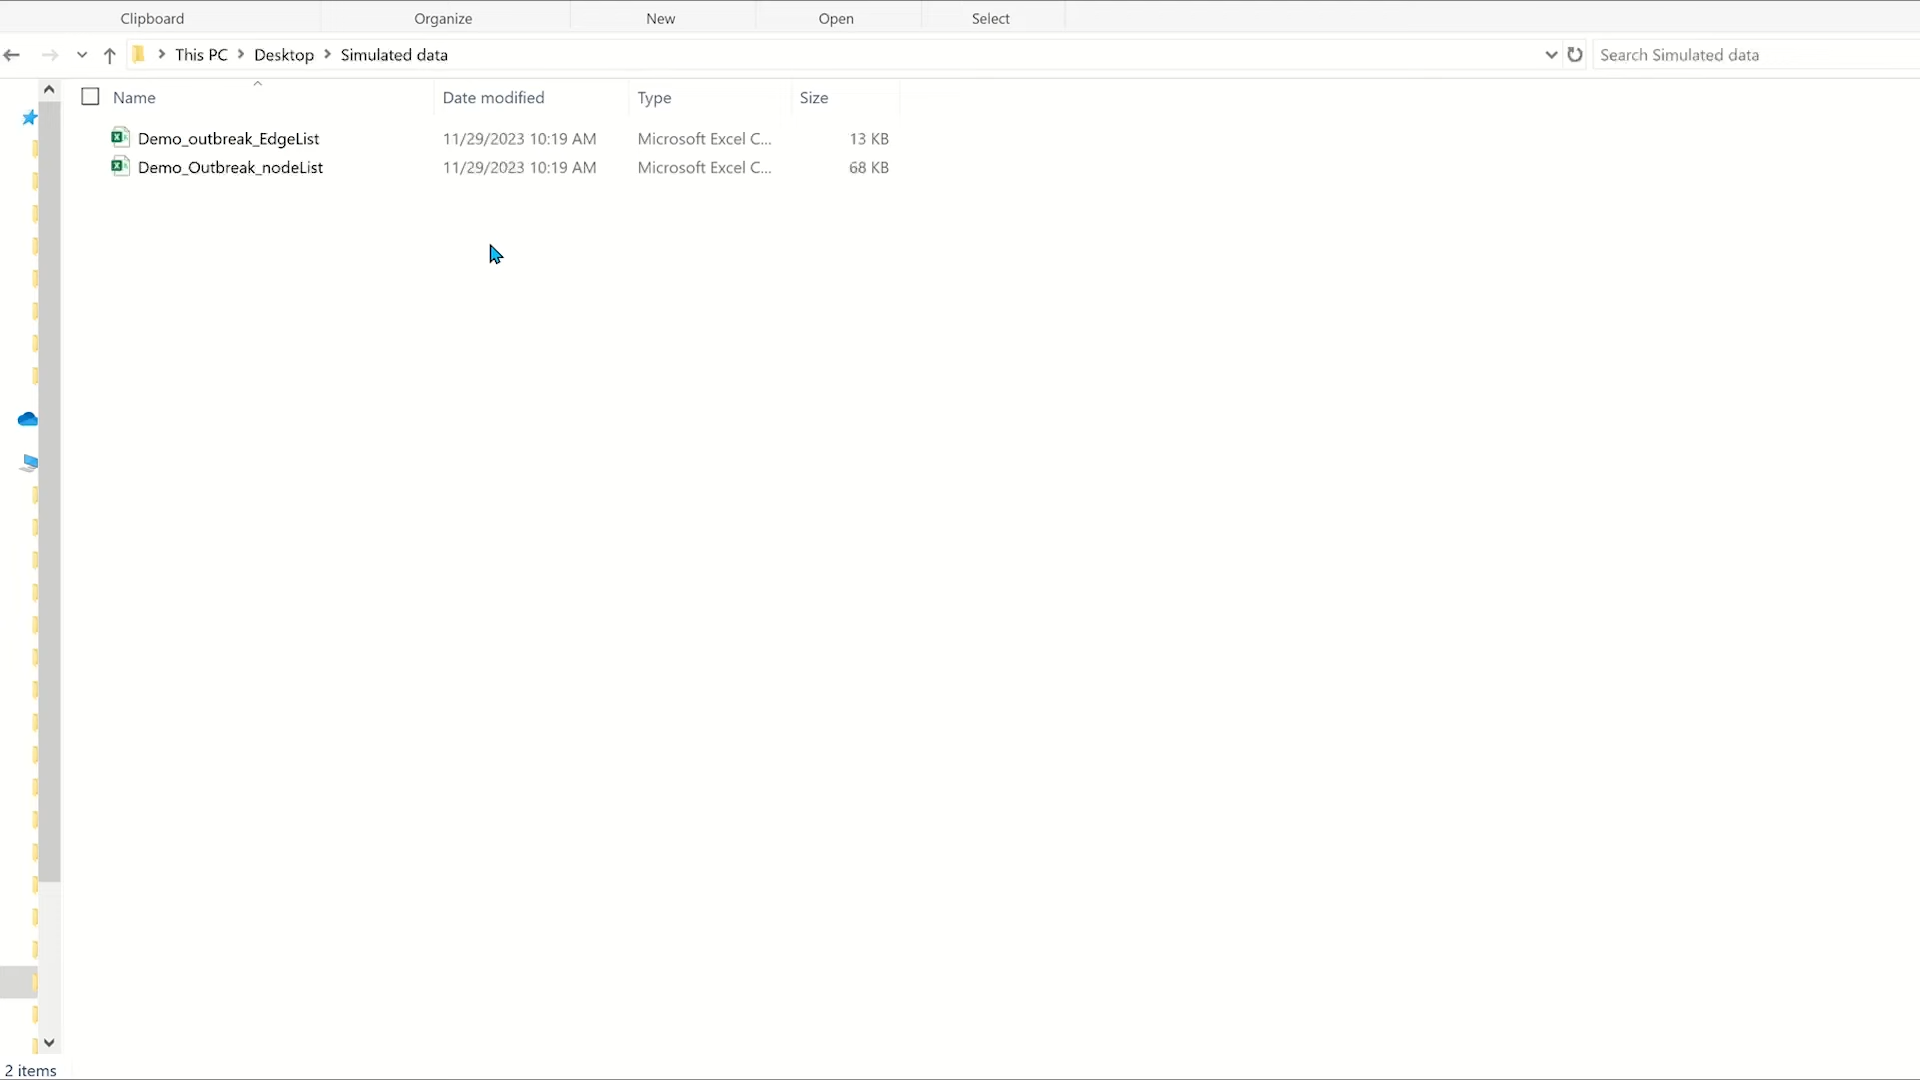 Clipboard Organize New Open Select
This PC Desktop Simulated data Search Simulated data
Name Date modified Type Size
Demo_outbreak_EdgeList 11/29/2023 10:19 AM Microsoft Excel C... 13 KB
Demo_Outbreak_nodeList 11/29/2023 10:19 AM Microsoft Excel C... 68 KB
2 items